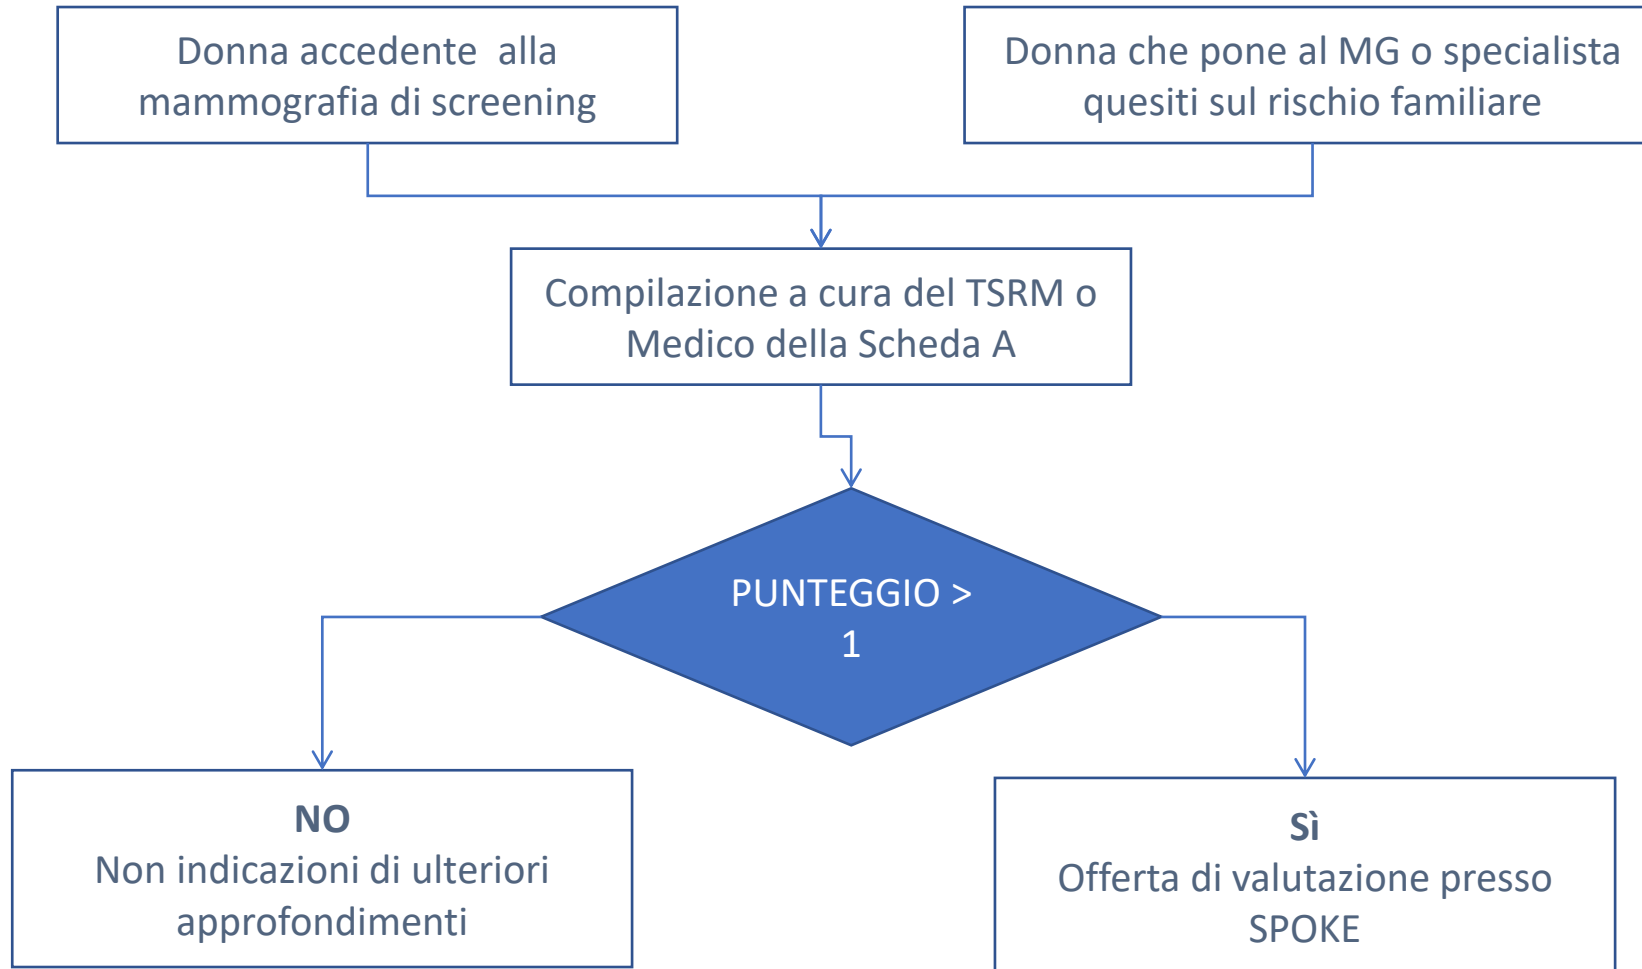 Donna accedente  alla
mammografia di screening
Donna che pone al MG o specialista
quesiti sul rischio familiare
Compilazione a cura del TSRM o
Medico della Scheda A
PUNTEGGIO >
1
NO
Non indicazioni di ulteriori
approfondimenti
Sì
Offerta di valutazione presso
SPOKE